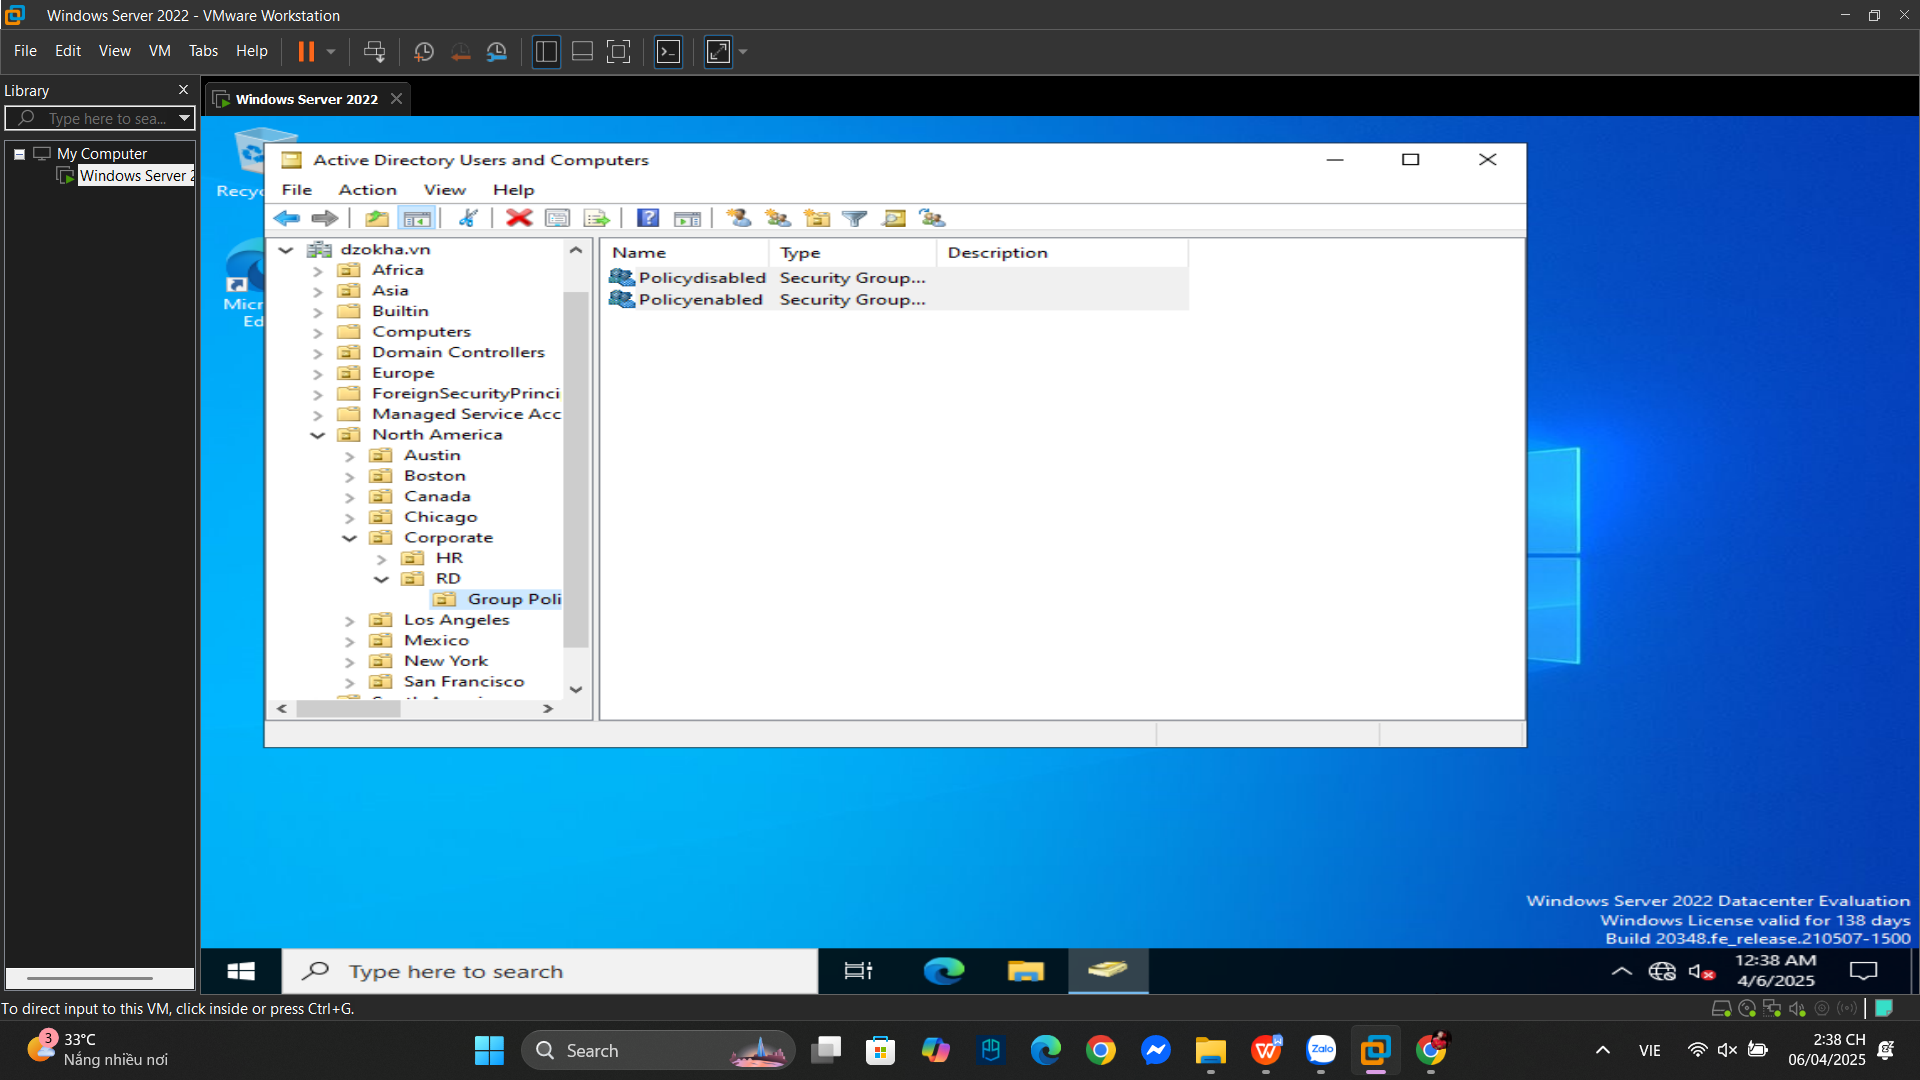 Windows Server 2022 - VMware Workstation
File Edit View VM Tabs Help
Library
Type here to sea...
My Computer
Windows Server 2
Windows Server 2022
Recyc
Micr
Ed
Active Directory Users and Computers
File Action View Help
dzokha.vn
Africa
Asia
Builtin
Computers
Domain Controllers
Europe
ForeignSecurityPrinci
Managed Service Acc
North America
Austin
Boston
Canada
Chicago
Corporate
HR
RD
Group Poli
Los Angeles
Mexico
New York
San Francisco
Name Type Description
Policydisabled Security Group...
Policyenabled Security Group...
Windows Server 2022 Datacenter Evaluation
Windows License valid for 138 days
Build 20348.fe_release.210507-1500
Type here to search
12:38 AM
4/6/2025
To direct input to this VM, click inside or press Ctrl+G.
3
33°C
Nắng nhiều nơi
Search
Zalo
VIE
2:38 CH
06/04/2025